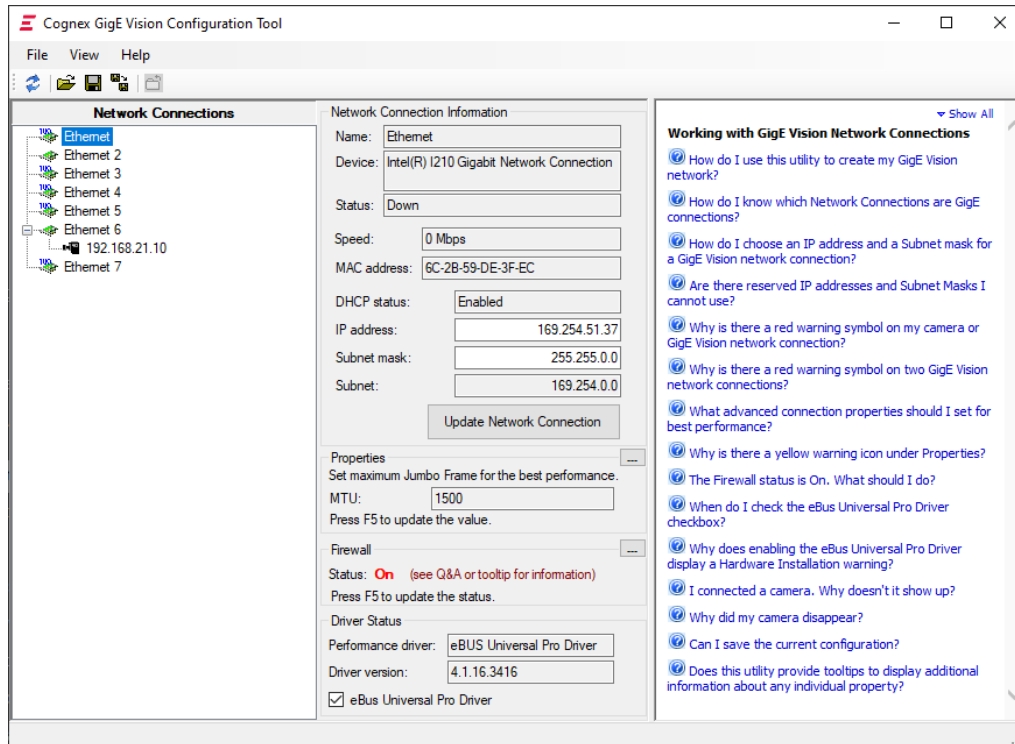 Cognex GigE Vision Configuration Tool
File View Help
Network Connections
Ethernet
Ethernet 2
Ethernet 3
Ethernet 4
Ethernet 5
Ethernet 6
192.168.21.10
Ethernet 7
Network Connection Information
Name: Ethernet
Device: Intel(R) I210 Gigabit Network Connection
Status: Down
Speed: 0 Mbps
MAC address: 6C-2B-59-DE-3F-EC
DHCP status: Enabled
IP address: 169.254.51.37
Subnet mask: 255.255.0.0
Subnet: 169.254.0.0
Update Network Connection
Properties ...
Set maximum Jumbo Frame for the best performance.
MTU: 1500
Press F5 to update the value.
Firewall ...
Status: On (see Q&A or tooltip for information)
Press F5 to update the status.
Driver Status
Performance driver: eBUS Universal Pro Driver
Driver version: 4.1.16.3416
eBus Universal Pro Driver
Show All
Working with GigE Vision Network Connections
How do I use this utility to create my GigE Vision
network?
How do I know which Network Connections are GigE
connections?
How do I choose an IP address and a Subnet mask for
a GigE Vision network connection?
Are there reserved IP addresses and Subnet Masks I
cannot use?
Why is there a red warning symbol on my camera or
GigE Vision network connection?
Why is there a red warning symbol on two GigE Vision
network connections?
What advanced connection properties should I set for
best performance?
Why is there a yellow warning icon under Properties?
The Firewall status is On. What should I do?
When do I check the eBus Universal Pro Driver
checkbox?
Why does enabling the eBus Universal Pro Driver
display a Hardware Installation warning?
I connected a camera. Why doesn't it show up?
Why did my camera disappear?
Can I save the current configuration?
Does this utility provide tooltips to display additional
information about any individual property?